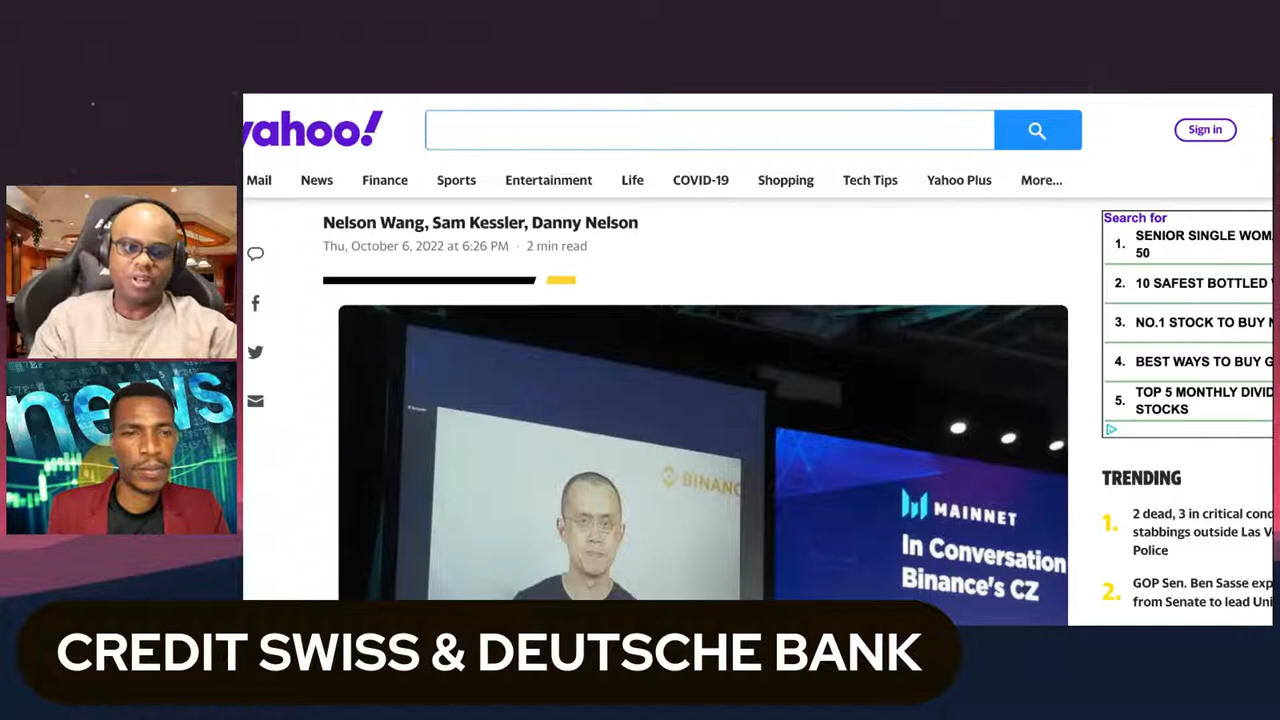 yahoo!
Sign in
Mail News Finance Sports Entertainment Life COVID-19 Shopping Tech Tips Yahoo Plus More...
Nelson Wang, Sam Kessler, Danny Nelson
Thu, October 6, 2022 at 6:26 PM · 2 min read
Search for
1. SENIOR SINGLE WOM
50
2. 10 SAFEST BOTTLED
3. NO.1 STOCK TO BUY
4. BEST WAYS TO BUY G
5. TOP 5 MONTHLY DIVID
STOCKS
news
BINANC
MAINNET
In Conversation
Binance's CZ
TRENDING
1. 2 dead, 3 in critical cond
stabbings outside Las V
Police
2. GOP Sen. Ben Sasse exp
from Senate to lead Uni
CREDIT SWISS & DEUTSCHE BANK